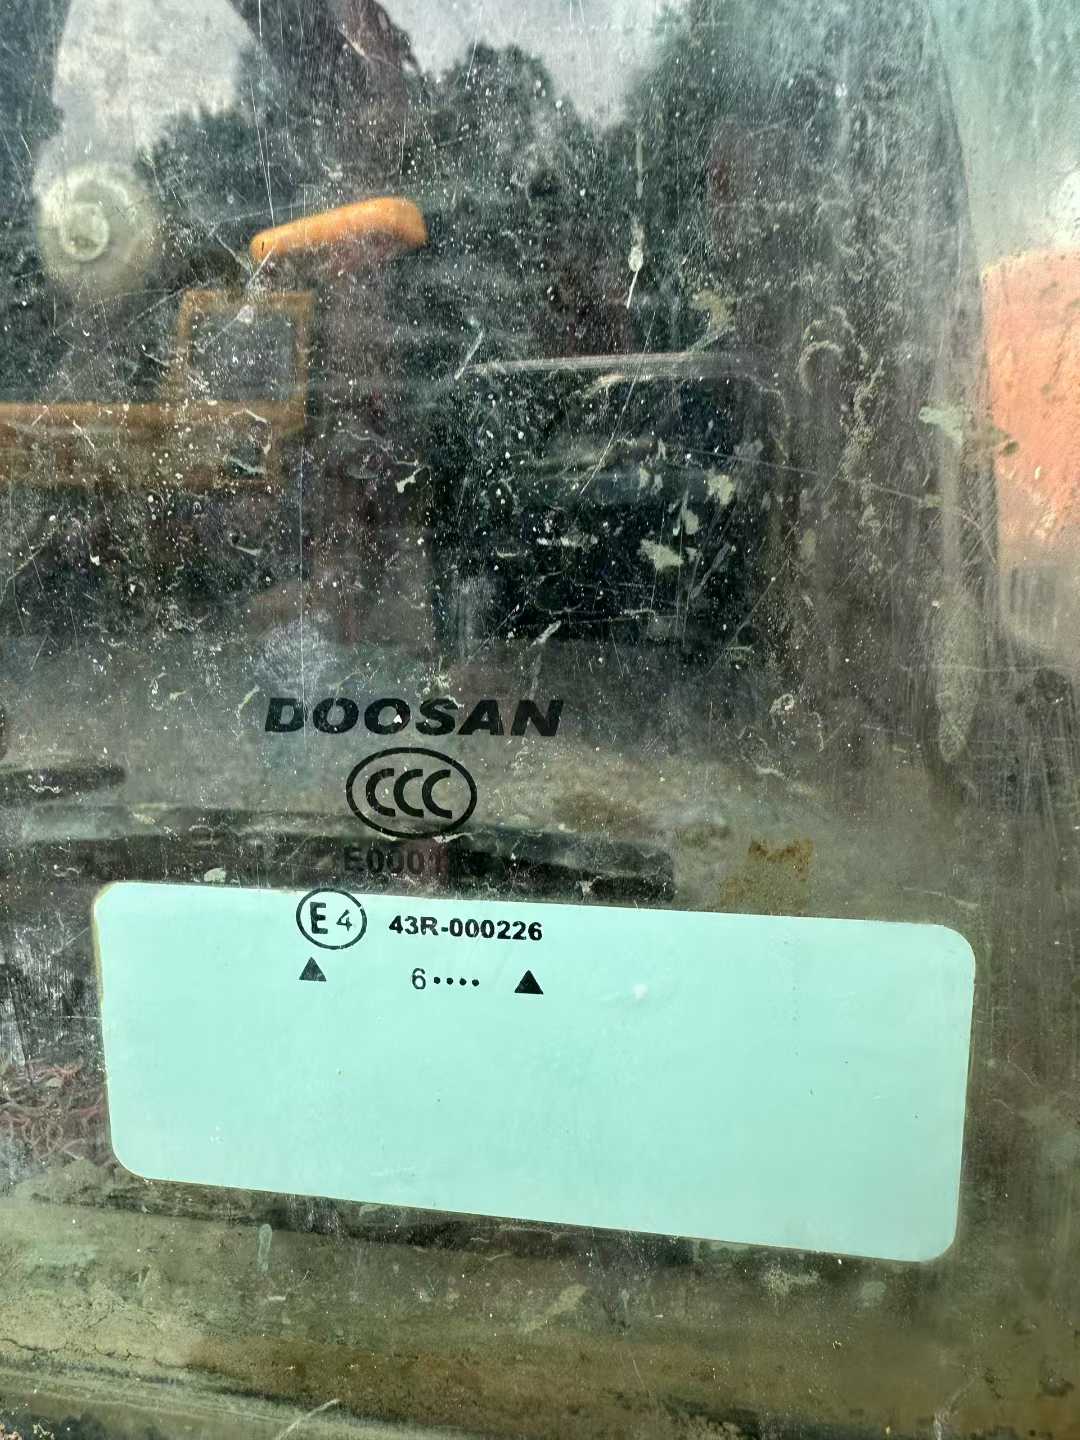 DOOSAN
CCC
E4 43R-000226
▲ 6···· ▲